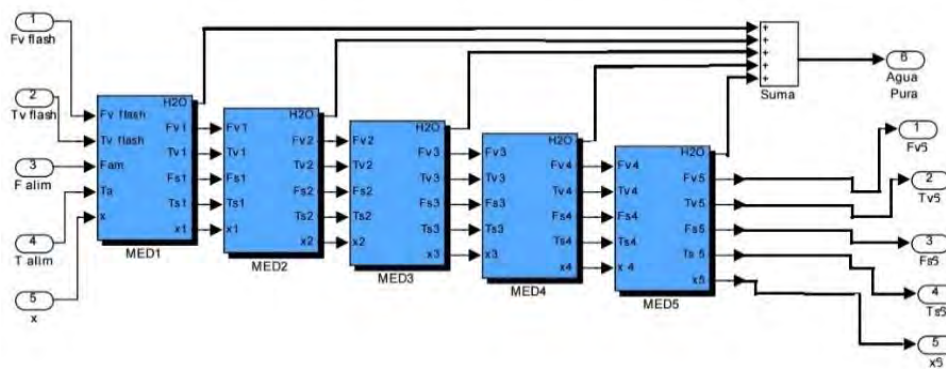 1
Fv flash
2
Tv flash
3
F alim
4
T alim
5
x
Fv flash
Tv flash
Fam
Ta
x
H2O
Fv1
Tv1
Fs1
Ts1
x1
MED1
Fv1
Tv1
Fs1
Ts1
x1
H2O
Fv2
Tv2
Fs2
Ts2
x2
MED2
Fv2
Tv2
Fs2
Ts2
x2
H2O
Fv3
Tv3
Fs3
Ts3
x3
MED3
Fv3
Tv3
Fs3
Ts3
x3
H2O
Fv4
Tv4
Fs4
Ts4
x4
MED4
Fv4
Tv4
Fs4
Ts4
x 4
H2O
Fv5
Tv5
Fs5
Ts 5
x5
MED5
+
+
+
+
+
Suma
6
Agua
Pura
1
Fv5
2
Tv5
3
Fs5
4
Ts5
5
x5